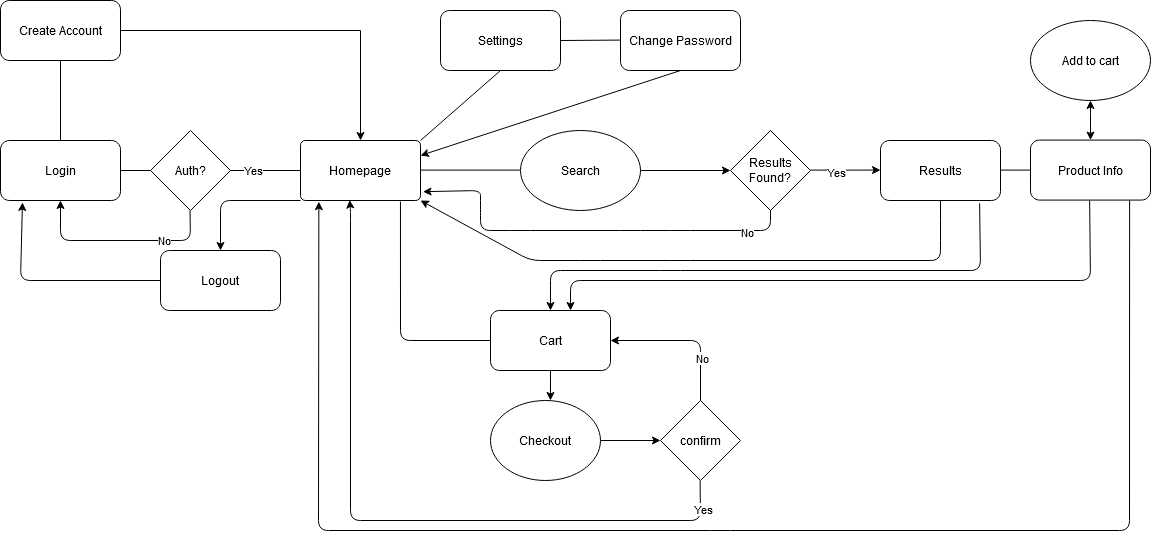 Create Account
Settings
Change Password
Add to cart
Login
Auth?
Yes
Homepage
Search
Results
Found?
Yes
Results
Product Info
No
No
Logout
Cart
No
Checkout
confirm
Yes